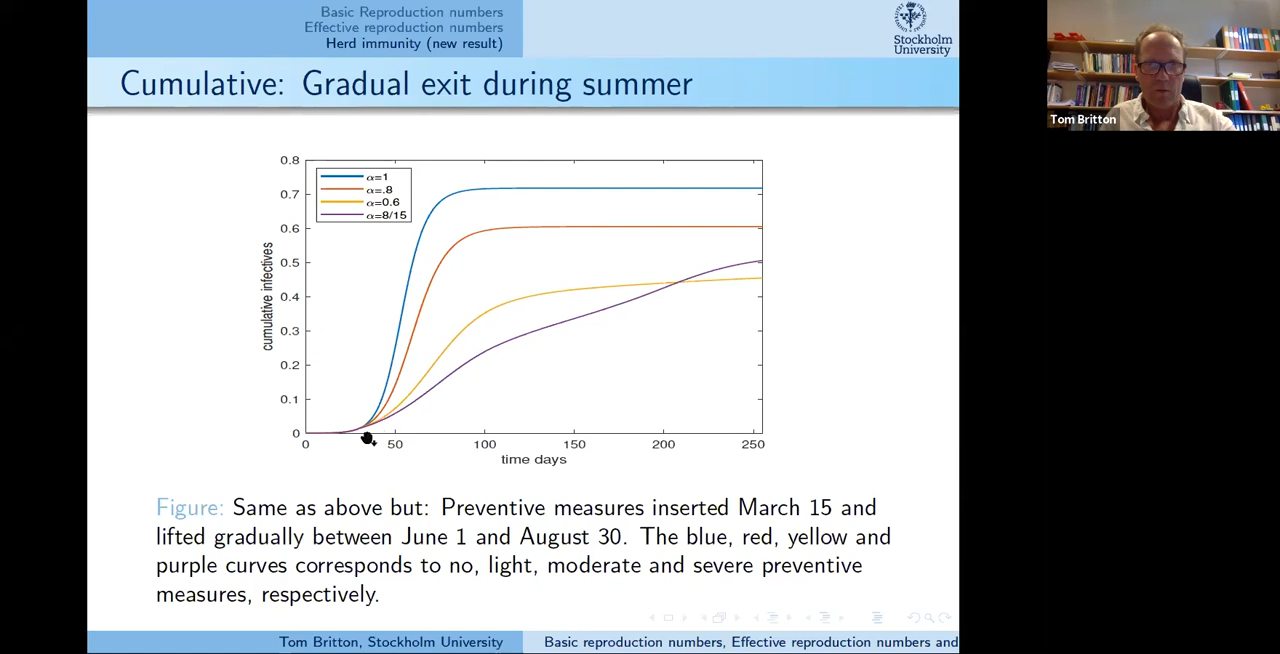 Basic Reproduction numbers
Effective reproduction numbers
Herd immunity (new result)
Stockholm
University
Tom Britton
Cumulative: Gradual exit during summer
0.8
0.7
0.6
0.5
0.4
0.3
0.2
0.1
0
α=1
α=.8
α=0.6
α=8/15
cumulative infectives
0 50 100 150 200 250
time days
Figure: Same as above but: Preventive measures inserted March 15 and
lifted gradually between June 1 and August 30. The blue, red, yellow and
purple curves corresponds to no, light, moderate and severe preventive
measures, respectively.
Tom Britton, Stockholm University
Basic reproduction numbers, Effective reproduction numbers and